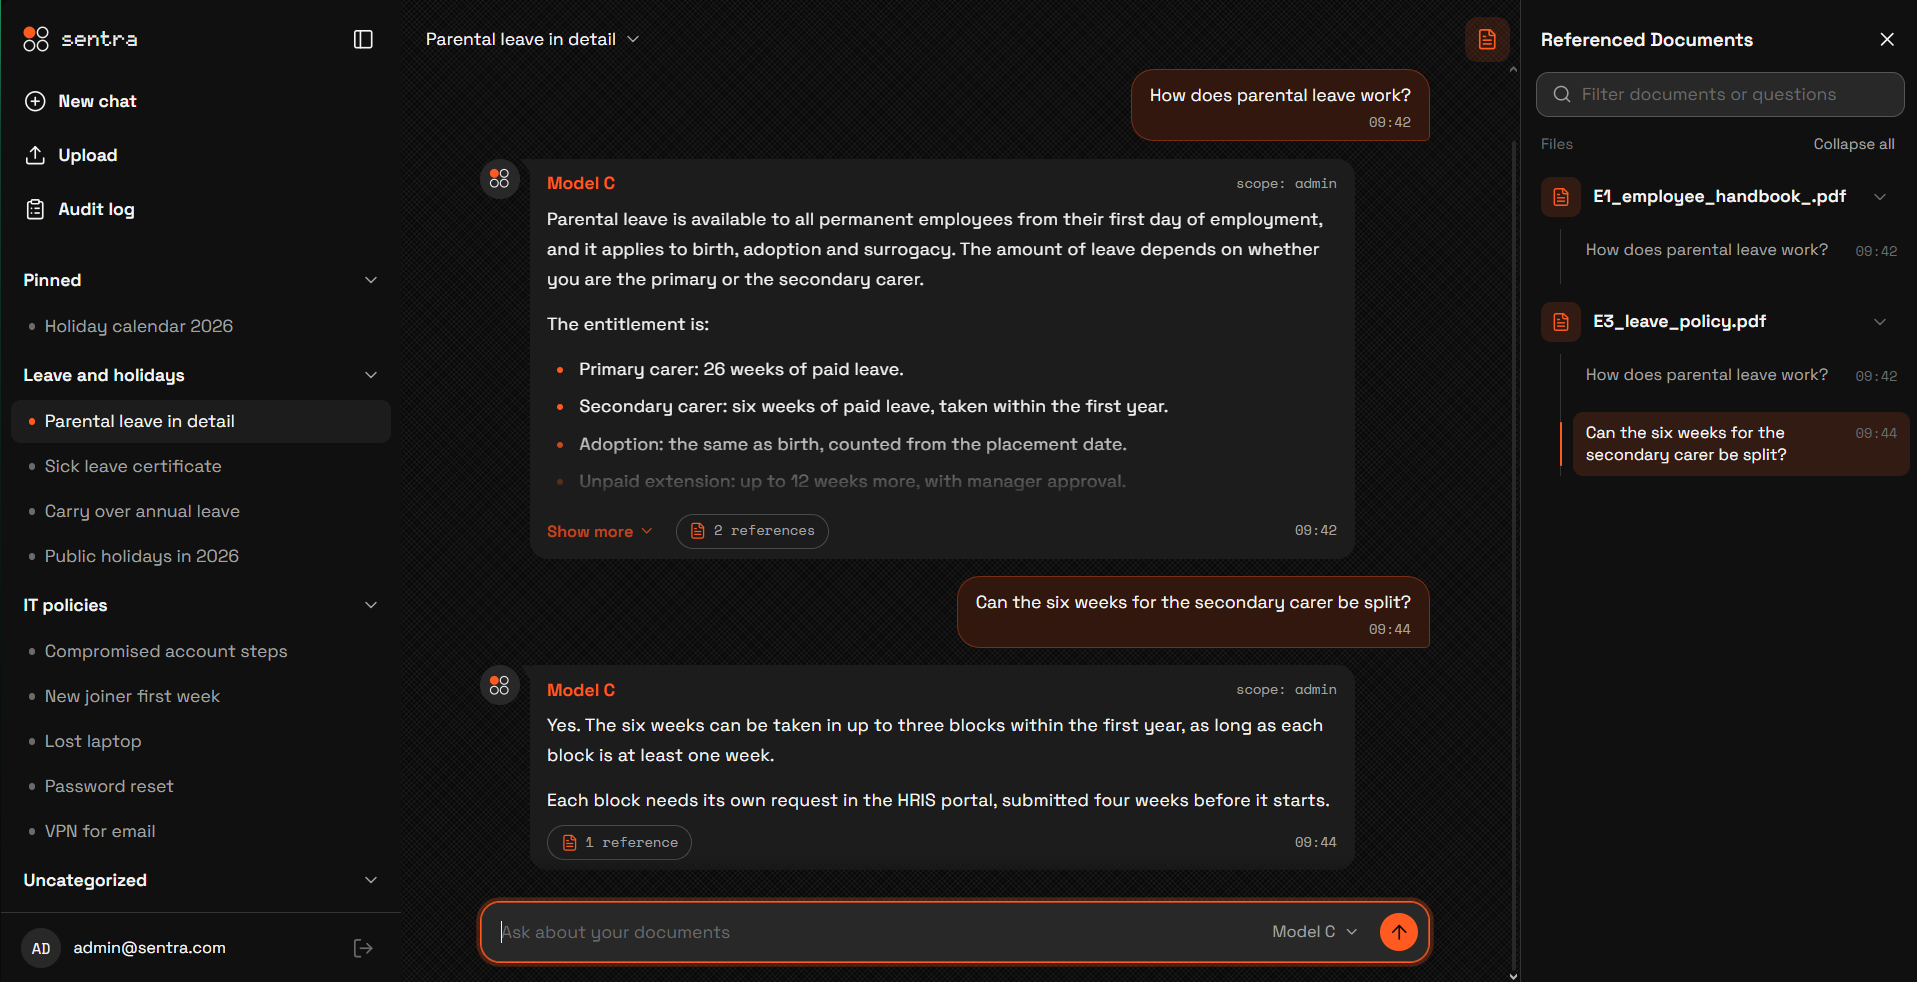 sentra
New chat
Upload
Audit log
Pinned
Holiday calendar 2026
Leave and holidays
Parental leave in detail
Sick leave certificate
Carry over annual leave
Public holidays in 2026
IT policies
Compromised account steps
New joiner first week
Lost laptop
Password reset
VPN for email
Uncategorized
AD admin@sentra.com
Parental leave in detail
How does parental leave work?
09:42
Model C scope: admin
Parental leave is available to all permanent employees from their first day of employment,
and it applies to birth, adoption and surrogacy. The amount of leave depends on whether
you are the primary or the secondary carer.
The entitlement is:
Primary carer: 26 weeks of paid leave.
Secondary carer: six weeks of paid leave, taken within the first year.
Adoption: the same as birth, counted from the placement date.
Unpaid extension: up to 12 weeks more, with manager approval.
Show more 2 references 09:42
Can the six weeks for the secondary carer be split?
09:44
Model C scope: admin
Yes. The six weeks can be taken in up to three blocks within the first year, as long as each
block is at least one week.
Each block needs its own request in the HRIS portal, submitted four weeks before it starts.
1 reference 09:44
Ask about your documents Model C
Referenced Documents
Filter documents or questions
Files Collapse all
E1_employee_handbook_.pdf
How does parental leave work? 09:42
E3_leave_policy.pdf
How does parental leave work? 09:42
Can the six weeks for the 09:44
secondary carer be split?